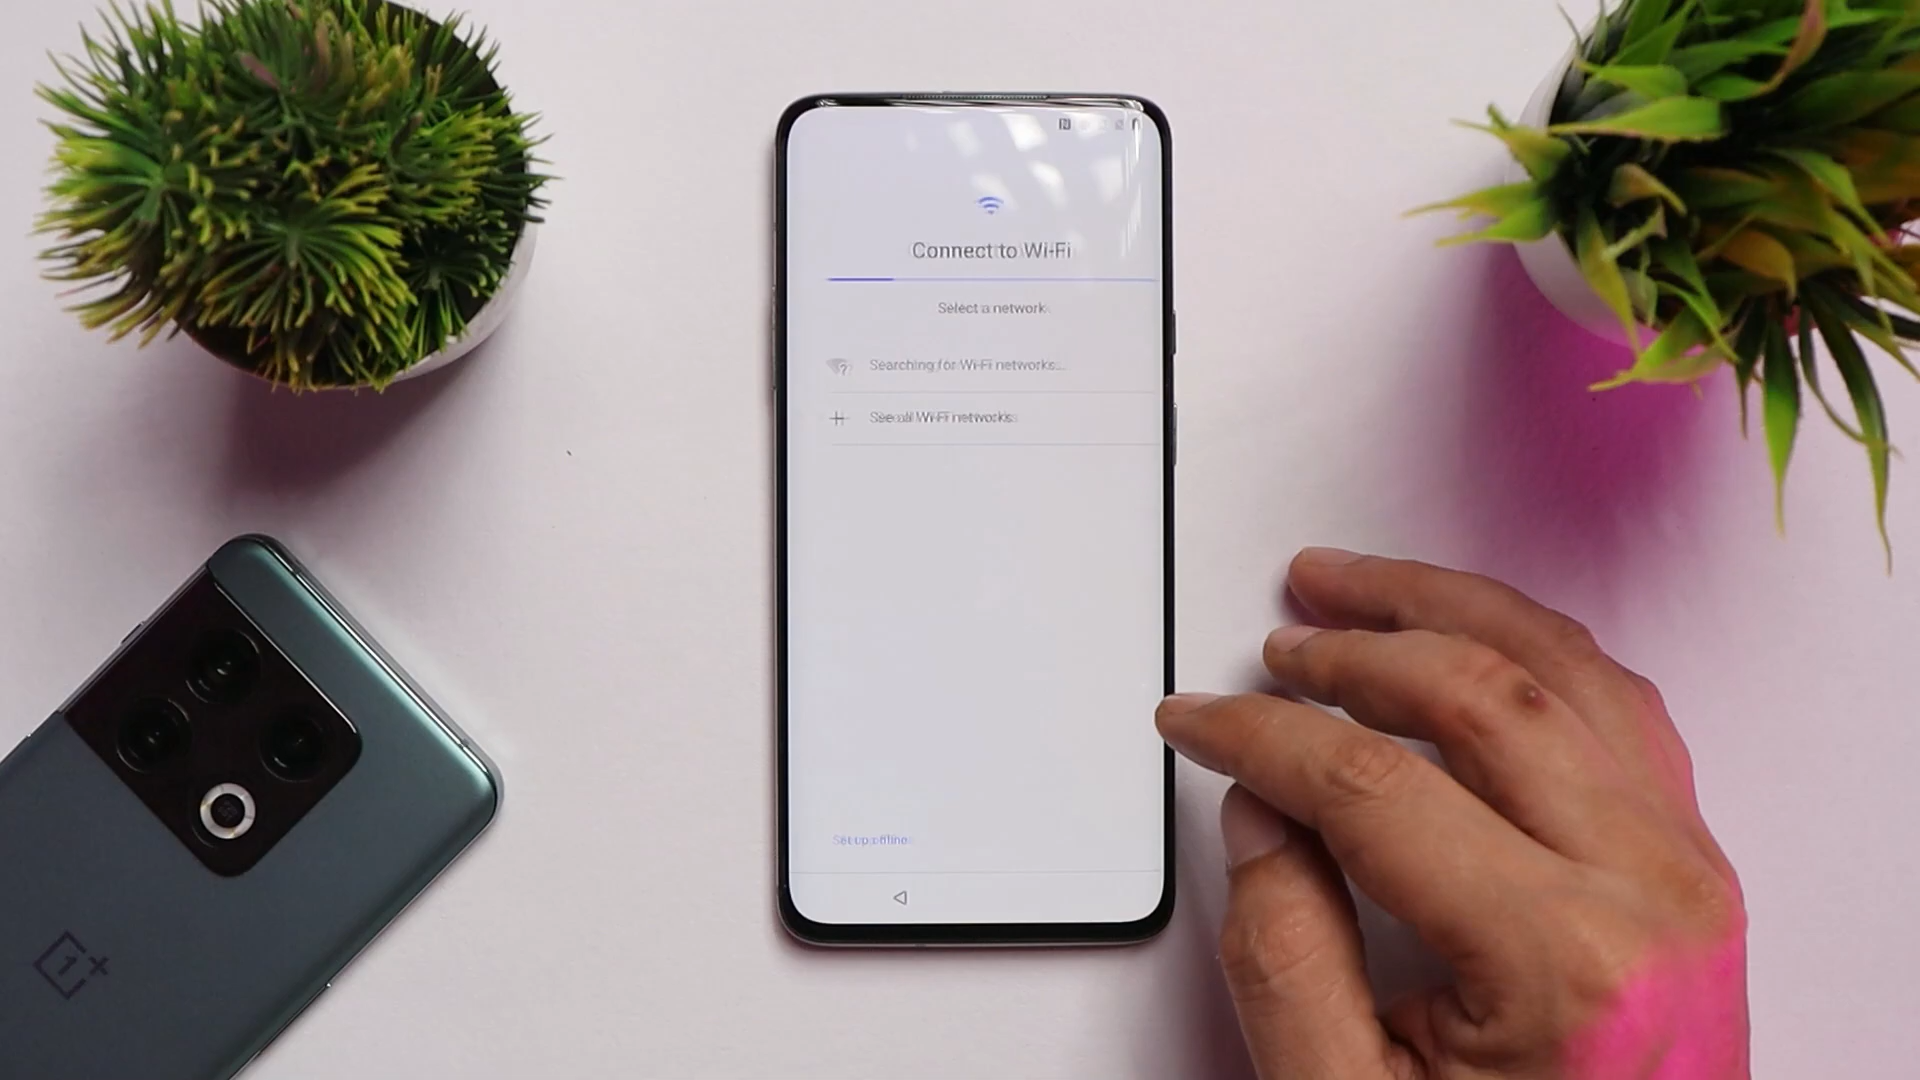 Connect to Wi-Fi
Select a network
Searching for Wi-Fi networks...
See all Wi-Fi networks
Set up offline
1+